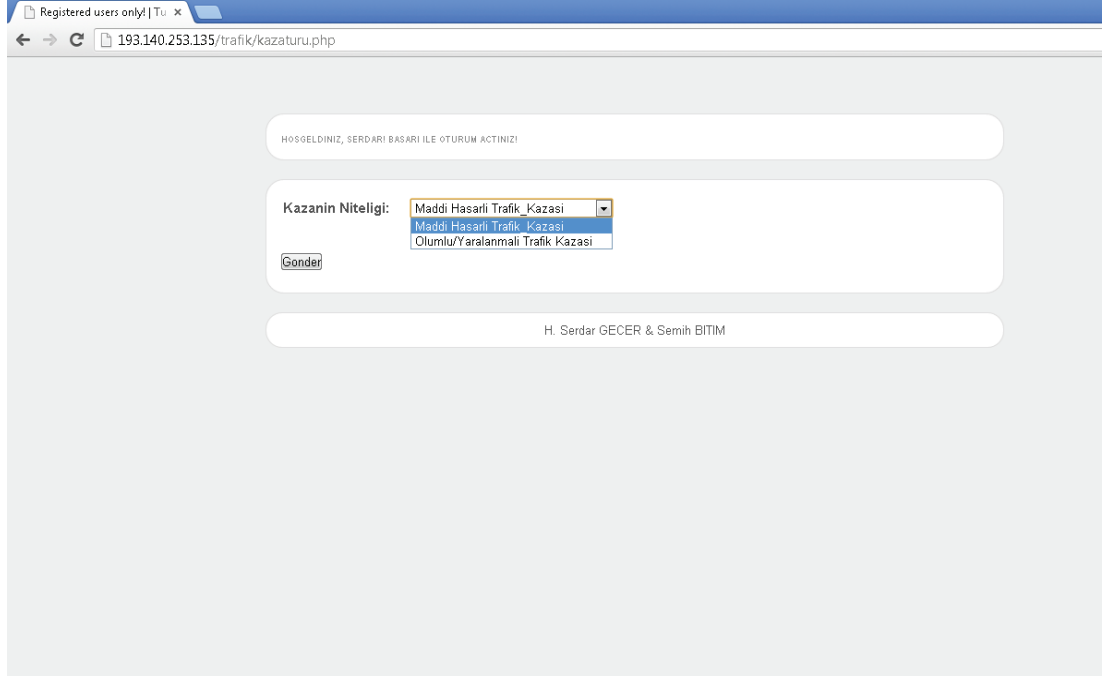 Registered users only! | Tu
193.140.253.135/trafik/kazaturu.php
HOSGELDINIZ, SERDAR! BASARI ILE OTURUM ACTINIZ!
Kazanin Niteligi: Maddi Hasarli Trafik_Kazasi
Maddi Hasarli Trafik_Kazasi
Olumlu/Yaralanmali Trafik Kazasi
Gonder
H. Serdar GECER & Semih BITIM